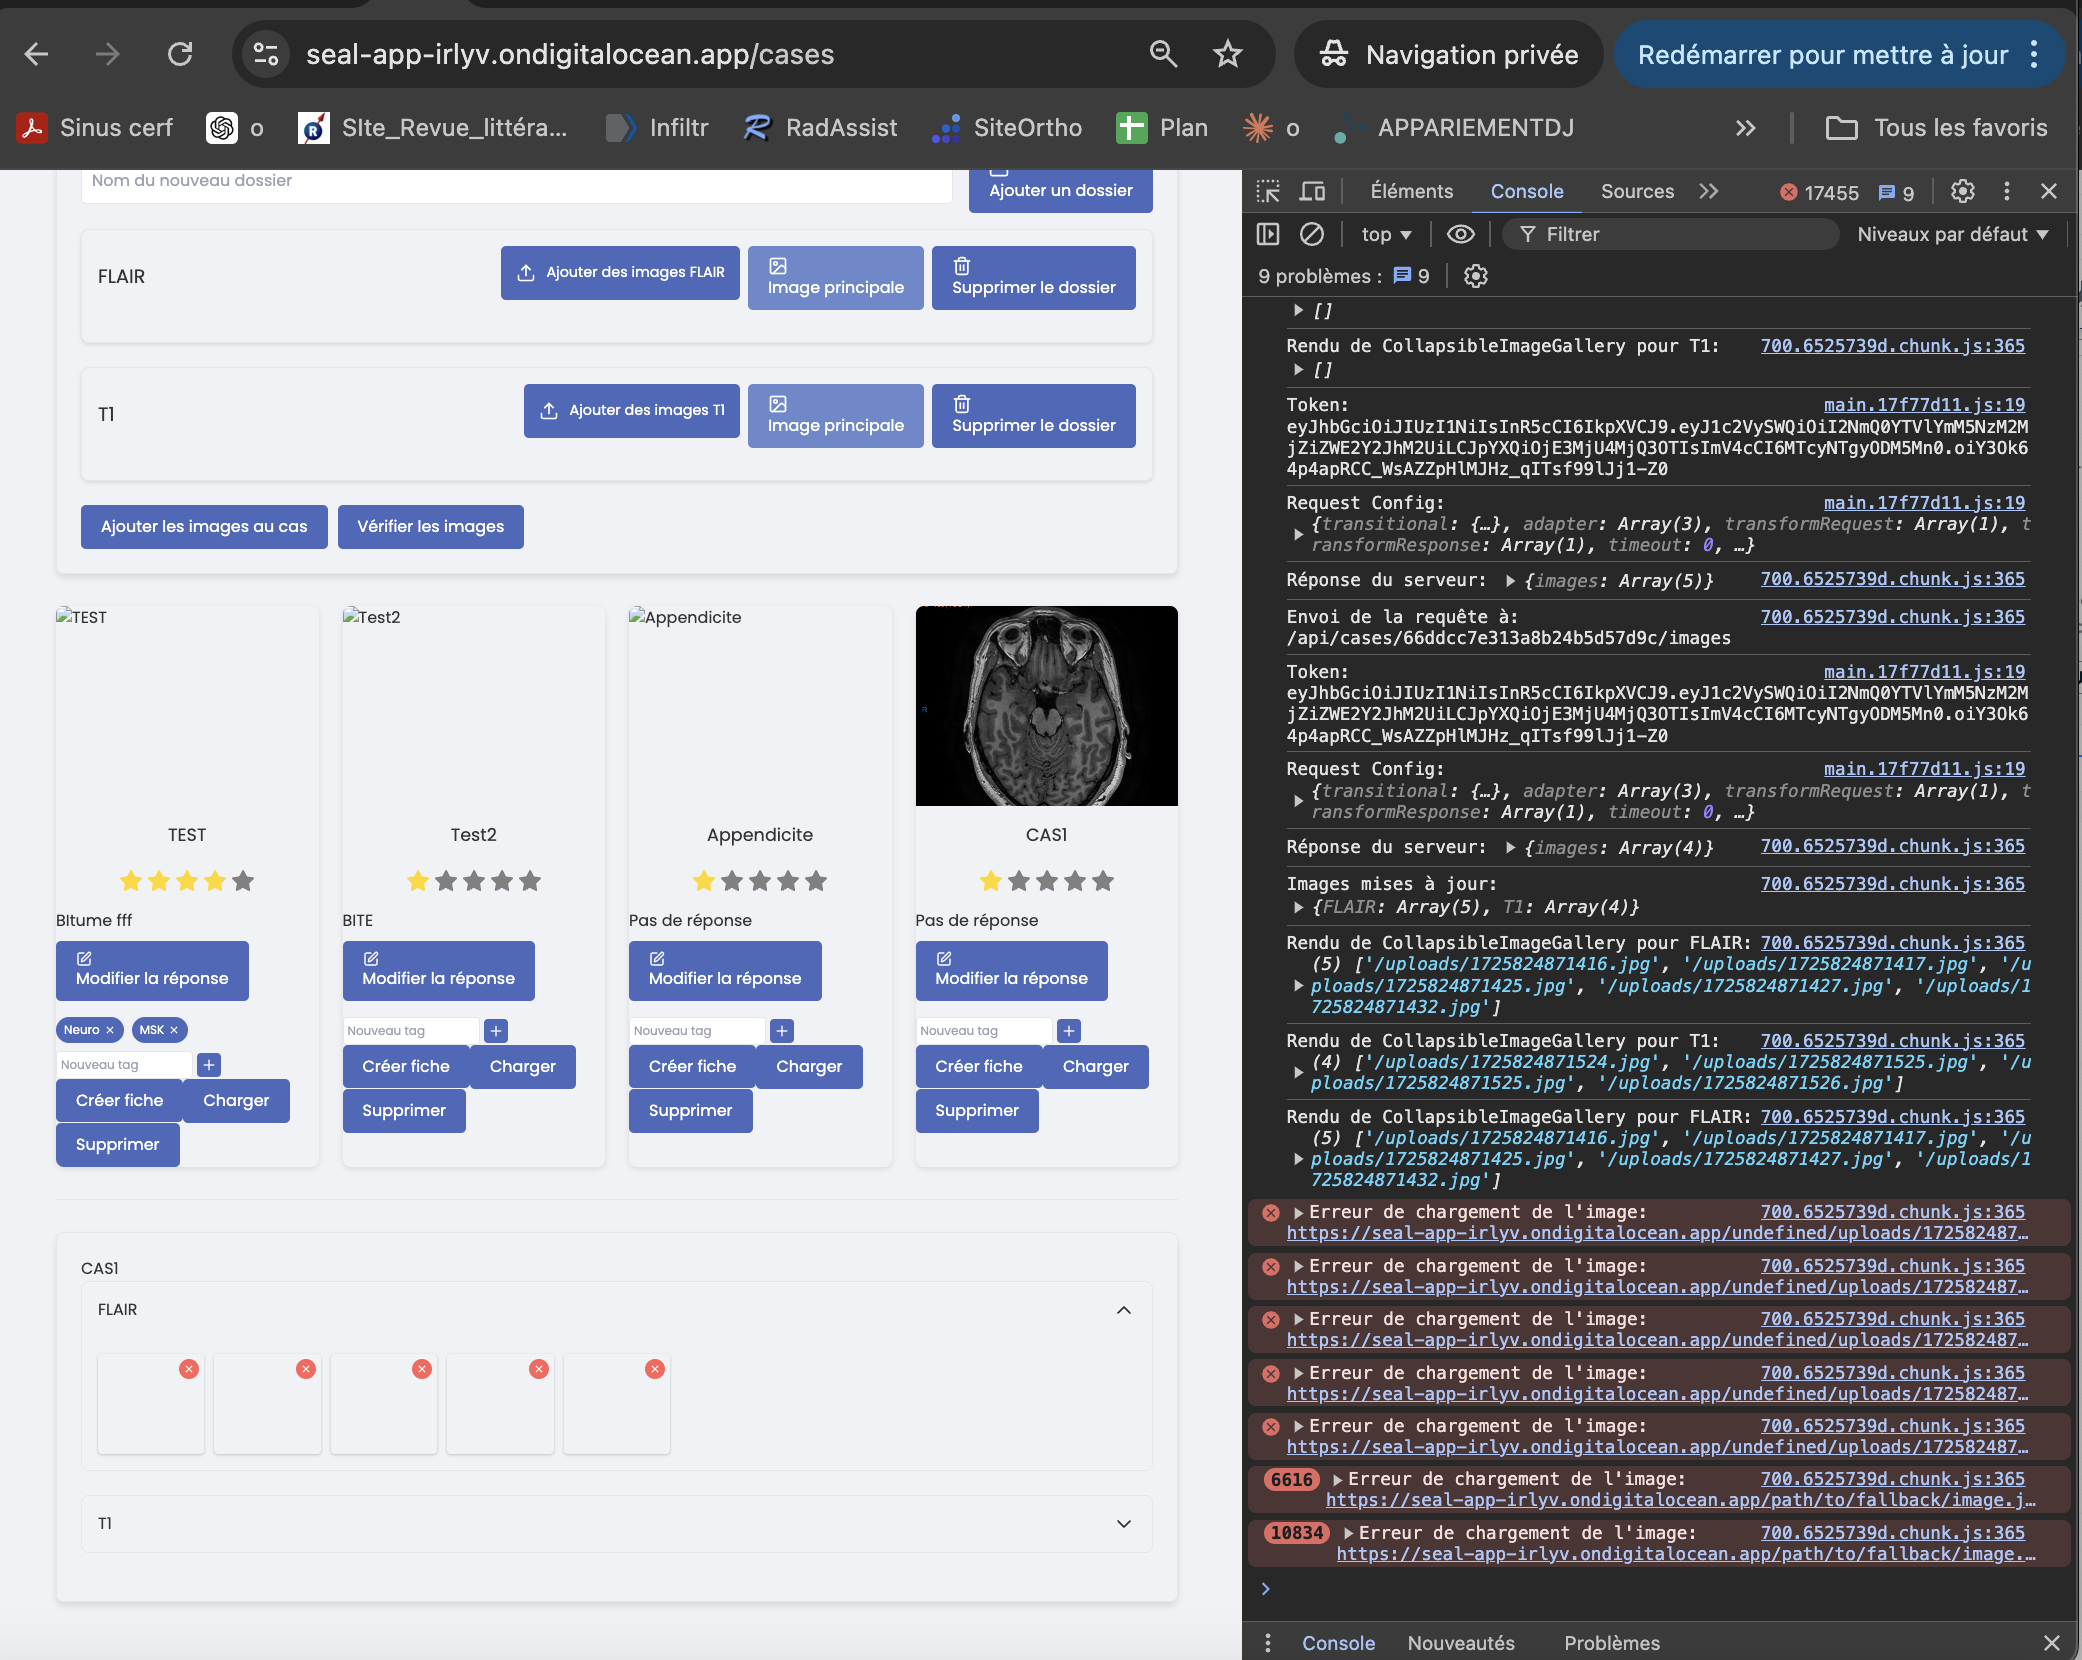 seal-app-irlyv.ondigitalocean.app/cases
Navigation privée
Redémarrer pour mettre à jour
Sinus cerf
o
SIte_Revue_littéra...
Infiltr
RadAssist
SiteOrtho
Plan
o
APPARIEMENTDJ
Tous les favoris
Nom du nouveau dossier
Ajouter un dossier
FLAIR
Ajouter des images FLAIR
Image principale
Supprimer le dossier
T1
Ajouter des images T1
Image principale
Supprimer le dossier
Ajouter les images au cas
Vérifier les images
TEST
Test2
Appendicite
R
TEST
Test2
Appendicite
CAS1
BItume fff
BITE
Pas de réponse
Pas de réponse
Modifier la réponse
Modifier la réponse
Modifier la réponse
Modifier la réponse
Neuro ×
MSK ×
Nouveau tag
+
Nouveau tag
+
Nouveau tag
+
Nouveau tag
+
Créer fiche
Charger
Créer fiche
Charger
Créer fiche
Charger
Créer fiche
Charger
Supprimer
Supprimer
Supprimer
Supprimer
CAS1
FLAIR
T1
Éléments
Console
Sources
17455
9
top
Filtrer
Niveaux par défaut
9 problèmes :
9
[]
Rendu de CollapsibleImageGallery pour T1: 700.6525739d.chunk.js:365
[]
Token: main.17f77d11.js:19
eyJhbGciOiJIUzI1NiIsInR5cCI6IkpXVCJ9.eyJ1c2VySWQiOiI2NmQ0YTVlYmM5NzM2M
jZiZWE2Y2JhM2UiLCJpYXQiOjE3MjU4MjQ3OTIsImV4cCI6MTcyNTgyODM5Mn0.oiY3Ok6
4p4apRCC_WsAZZpHlMJHz_qITsf99lJj1-Z0
Request Config: main.17f77d11.js:19
{transitional: {…}, adapter: Array(3), transformRequest: Array(1), t
ransformResponse: Array(1), timeout: 0, …}
Réponse du serveur: {images: Array(5)} 700.6525739d.chunk.js:365
Envoi de la requête à: 700.6525739d.chunk.js:365
/api/cases/66ddcc7e313a8b24b5d57d9c/images
Token: main.17f77d11.js:19
eyJhbGciOiJIUzI1NiIsInR5cCI6IkpXVCJ9.eyJ1c2VySWQiOiI2NmQ0YTVlYmM5NzM2M
jZiZWE2Y2JhM2UiLCJpYXQiOjE3MjU4MjQ3OTIsImV4cCI6MTcyNTgyODM5Mn0.oiY3Ok6
4p4apRCC_WsAZZpHlMJHz_qITsf99lJj1-Z0
Request Config: main.17f77d11.js:19
{transitional: {…}, adapter: Array(3), transformRequest: Array(1), t
ransformResponse: Array(1), timeout: 0, …}
Réponse du serveur: {images: Array(4)} 700.6525739d.chunk.js:365
Images mises à jour: 700.6525739d.chunk.js:365
{FLAIR: Array(5), T1: Array(4)}
Rendu de CollapsibleImageGallery pour FLAIR: 700.6525739d.chunk.js:365
(5) ['/uploads/1725824871416.jpg', '/uploads/1725824871417.jpg', '/u
ploads/1725824871425.jpg', '/uploads/1725824871427.jpg', '/uploads/1
725824871432.jpg']
Rendu de CollapsibleImageGallery pour T1: 700.6525739d.chunk.js:365
(4) ['/uploads/1725824871524.jpg', '/uploads/1725824871525.jpg', '/u
ploads/1725824871525.jpg', '/uploads/1725824871526.jpg']
Rendu de CollapsibleImageGallery pour FLAIR: 700.6525739d.chunk.js:365
(5) ['/uploads/1725824871416.jpg', '/uploads/1725824871417.jpg', '/u
ploads/1725824871425.jpg', '/uploads/1725824871427.jpg', '/uploads/1
725824871432.jpg']
Erreur de chargement de l'image: 700.6525739d.chunk.js:365
https://seal-app-irlyv.ondigitalocean.app/undefined/uploads/172582487…
Erreur de chargement de l'image: 700.6525739d.chunk.js:365
https://seal-app-irlyv.ondigitalocean.app/undefined/uploads/172582487…
Erreur de chargement de l'image: 700.6525739d.chunk.js:365
https://seal-app-irlyv.ondigitalocean.app/undefined/uploads/172582487…
Erreur de chargement de l'image: 700.6525739d.chunk.js:365
https://seal-app-irlyv.ondigitalocean.app/undefined/uploads/172582487…
Erreur de chargement de l'image: 700.6525739d.chunk.js:365
https://seal-app-irlyv.ondigitalocean.app/undefined/uploads/172582487…
6616 Erreur de chargement de l'image: 700.6525739d.chunk.js:365
https://seal-app-irlyv.ondigitalocean.app/path/to/fallback/image.j…
10834 Erreur de chargement de l'image: 700.6525739d.chunk.js:365
https://seal-app-irlyv.ondigitalocean.app/path/to/fallback/image.…
Console
Nouveautés
Problèmes